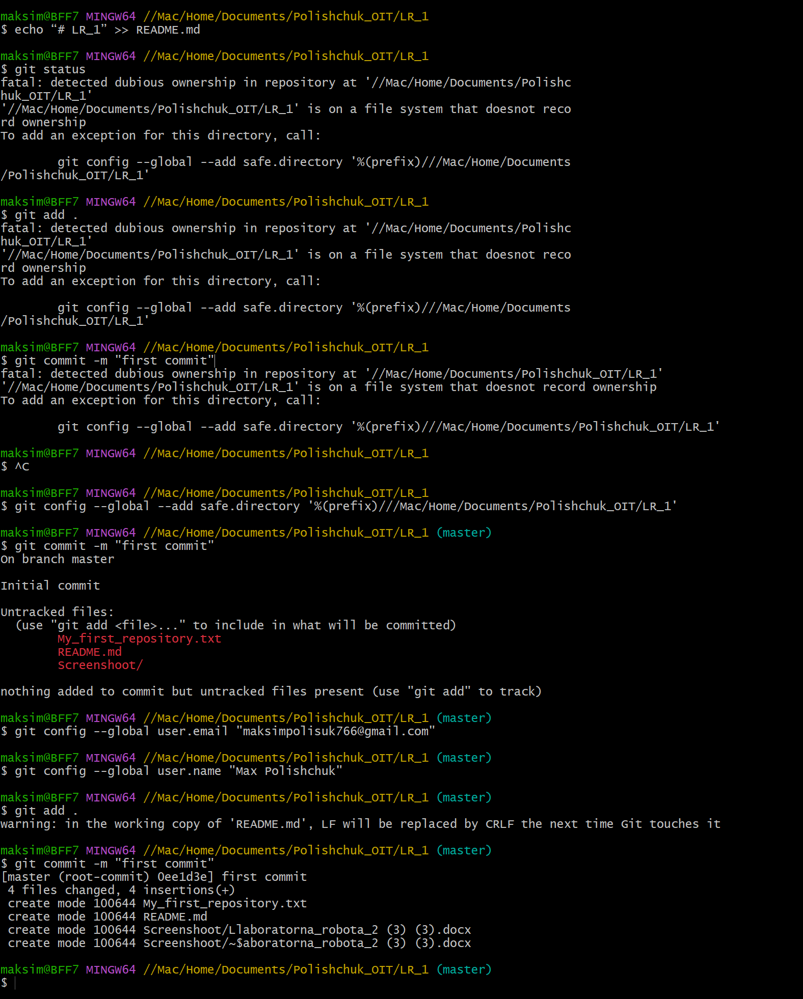 maksim@BFF7 MINGW64 //Mac/Home/Documents/Polishchuk_OIT/LR_1
$ echo “# LR_1” >> README.md
maksim@BFF7 MINGW64 //Mac/Home/Documents/Polishchuk_OIT/LR_1
$ git status
fatal: detected dubious ownership in repository at '//Mac/Home/Documents/Polishc
huk_OIT/LR_1'
'//Mac/Home/Documents/Polishchuk_OIT/LR_1' is on a file system that doesnot reco
rd ownership
To add an exception for this directory, call:
git config --global --add safe.directory '%(prefix)///Mac/Home/Documents
/Polishchuk_OIT/LR_1'
maksim@BFF7 MINGW64 //Mac/Home/Documents/Polishchuk_OIT/LR_1
$ git add .
fatal: detected dubious ownership in repository at '//Mac/Home/Documents/Polishc
huk_OIT/LR_1'
'//Mac/Home/Documents/Polishchuk_OIT/LR_1' is on a file system that doesnot reco
rd ownership
To add an exception for this directory, call:
git config --global --add safe.directory '%(prefix)///Mac/Home/Documents
/Polishchuk_OIT/LR_1'
maksim@BFF7 MINGW64 //Mac/Home/Documents/Polishchuk_OIT/LR_1
$ git commit -m "first commit"
fatal: detected dubious ownership in repository at '//Mac/Home/Documents/Polishchuk_OIT/LR_1'
'//Mac/Home/Documents/Polishchuk_OIT/LR_1' is on a file system that doesnot record ownership
To add an exception for this directory, call:
git config --global --add safe.directory '%(prefix)///Mac/Home/Documents/Polishchuk_OIT/LR_1'
maksim@BFF7 MINGW64 //Mac/Home/Documents/Polishchuk_OIT/LR_1
$ ^C
maksim@BFF7 MINGW64 //Mac/Home/Documents/Polishchuk_OIT/LR_1
$ git config --global --add safe.directory '%(prefix)///Mac/Home/Documents/Polishchuk_OIT/LR_1'
maksim@BFF7 MINGW64 //Mac/Home/Documents/Polishchuk_OIT/LR_1 (master)
$ git commit -m "first commit"
On branch master
Initial commit
Untracked files:
(use "git add <file>..." to include in what will be committed)
My_first_repository.txt
README.md
Screenshoot/
nothing added to commit but untracked files present (use "git add" to track)
maksim@BFF7 MINGW64 //Mac/Home/Documents/Polishchuk_OIT/LR_1 (master)
$ git config --global user.email "maksimpolisuk766@gmail.com"
maksim@BFF7 MINGW64 //Mac/Home/Documents/Polishchuk_OIT/LR_1 (master)
$ git config --global user.name "Max Polishchuk"
maksim@BFF7 MINGW64 //Mac/Home/Documents/Polishchuk_OIT/LR_1 (master)
$ git add .
warning: in the working copy of 'README.md', LF will be replaced by CRLF the next time Git touches it
maksim@BFF7 MINGW64 //Mac/Home/Documents/Polishchuk_OIT/LR_1 (master)
$ git commit -m "first commit"
[master (root-commit) 0ee1d3e] first commit
4 files changed, 4 insertions(+)
create mode 100644 My_first_repository.txt
create mode 100644 README.md
create mode 100644 Screenshoot/Llaboratorna_robota_2 (3) (3).docx
create mode 100644 Screenshoot/~$aboratorna_robota_2 (3) (3).docx
maksim@BFF7 MINGW64 //Mac/Home/Documents/Polishchuk_OIT/LR_1 (master)
$